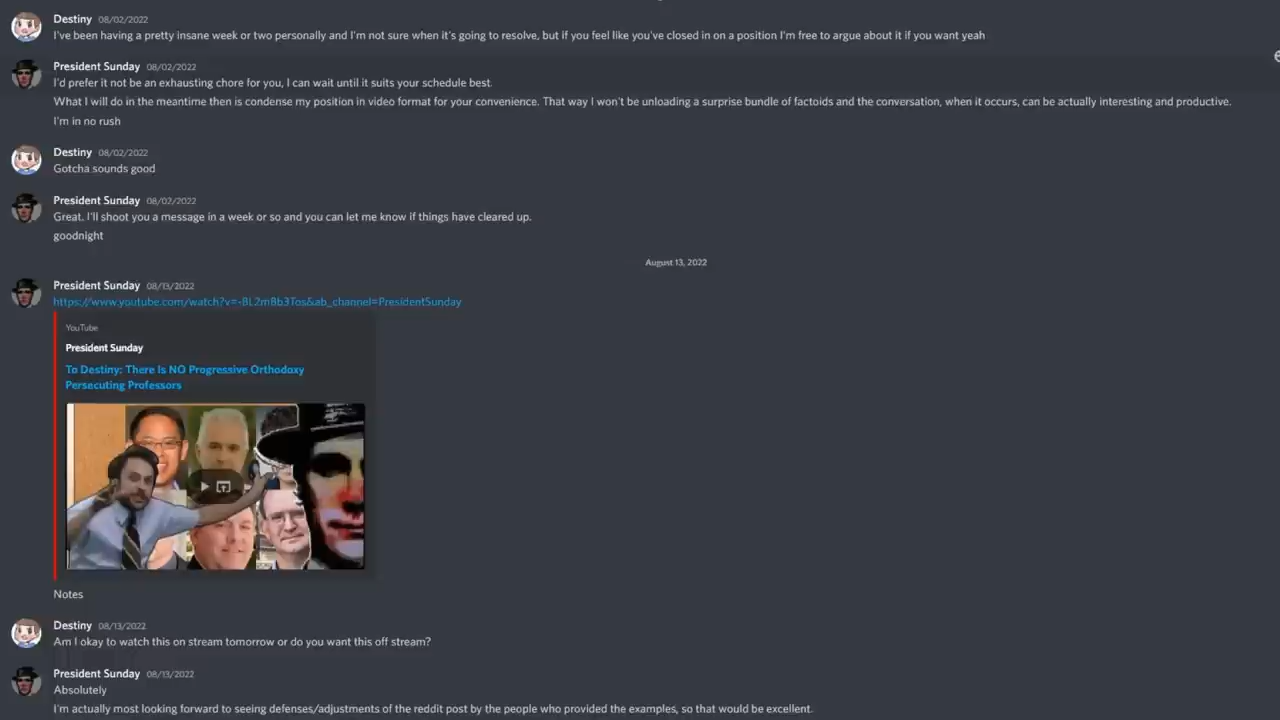 Destiny 08/02/2022
I've been having a pretty insane week or two personally and I'm not sure when it's going to resolve, but if you feel like you've closed in on a position I'm free to argue about it if you want yeah
President Sunday 08/02/2022
I'd prefer it not be an exhausting chore for you, I can wait until it suits your schedule best.
What I will do in the meantime then is condense my position in video format for your convenience. That way I won't be unloading a surprise bundle of factoids and the conversation, when it occurs, can be actually interesting and productive.
I'm in no rush
Destiny 08/02/2022
Gotcha sounds good
President Sunday 08/02/2022
Great. I'll shoot you a message in a week or so and you can let me know if things have cleared up.
goodnight
August 13, 2022
President Sunday 08/13/2022
https://www.youtube.com/watch?v=-BL2mBb3Tos&ab_channel=PresidentSunday
YouTube
President Sunday
To Destiny: There Is NO Progressive Orthodoxy
Persecuting Professors
Notes
Destiny 08/13/2022
Am I okay to watch this on stream tomorrow or do you want this off stream?
President Sunday 08/13/2022
Absolutely
I'm actually most looking forward to seeing defenses/adjustments of the reddit post by the people who provided the examples, so that would be excellent.